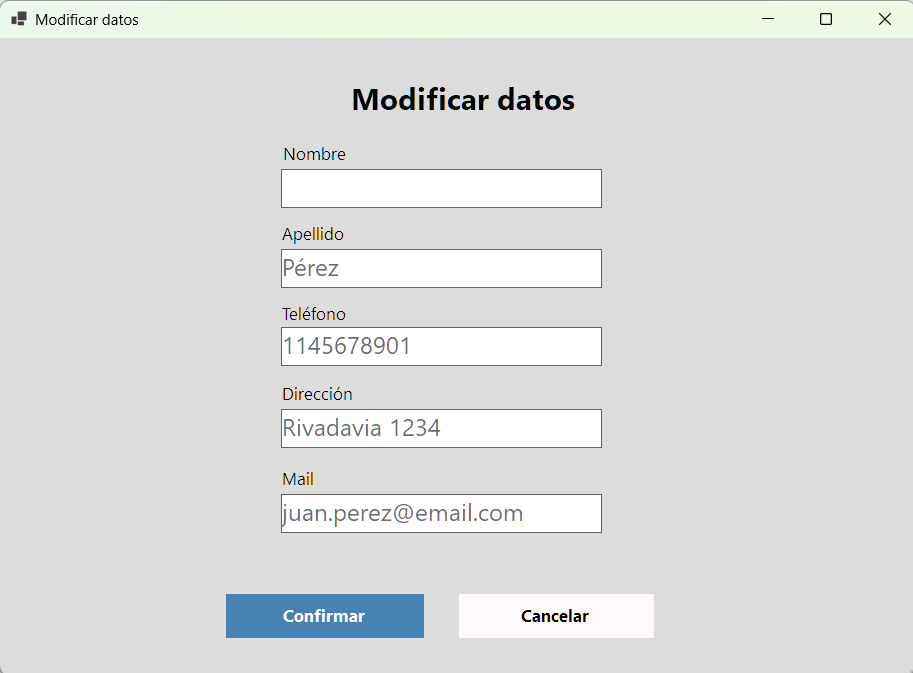 Modificar datos
Modificar datos
Nombre
Apellido
Pérez
Teléfono
1145678901
Dirección
Rivadavia 1234
Mail
juan.perez@email.com
Confirmar
Cancelar